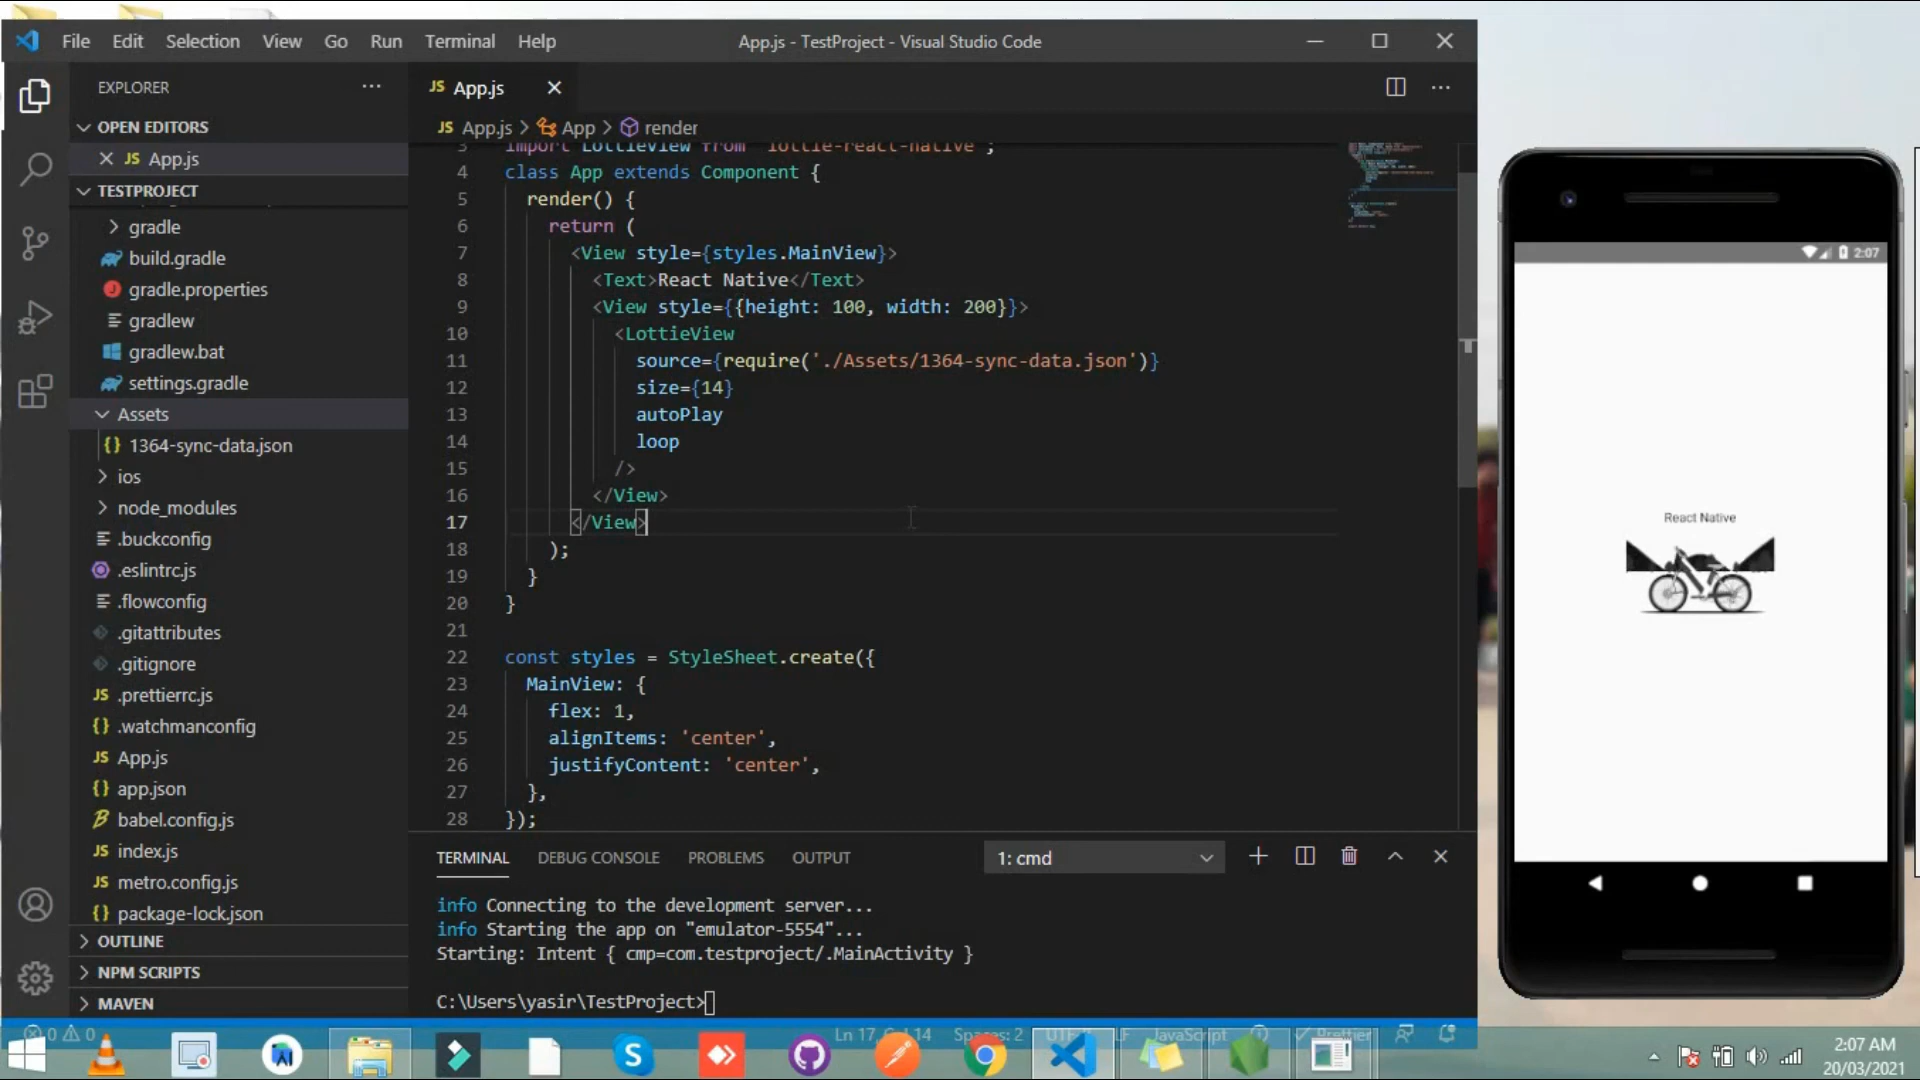 File Edit Selection View Go Run Terminal Help
App.js - TestProject - Visual Studio Code
EXPLORER
OPEN EDITORS
JS App.js
TESTPROJECT
gradle
build.gradle
gradle.properties
gradlew
gradlew.bat
settings.gradle
Assets
{} 1364-sync-data.json
ios
node_modules
.buckconfig
.eslintrc.js
.flowconfig
.gitattributes
.gitignore
JS .prettierrc.js
{} .watchmanconfig
JS App.js
{} app.json
babel.config.js
JS index.js
JS metro.config.js
package-lock.json
OUTLINE
NPM SCRIPTS
MAVEN
JS App.js
JS App.js > App > render
3 import LottieView from 'lottie-react-native';
4 class App extends Component {
5 render() {
6 return (
7 <View style={styles.MainView}>
8 <Text>React Native</Text>
9 <View style={{height: 100, width: 200}}>
10 <LottieView
11 source={require('./Assets/1364-sync-data.json')}
12 size={14}
13 autoPlay
14 loop
15 />
16 </View>
17 </View>
18 );
19 }
20 }
21
22 const styles = StyleSheet.create({
23 MainView: {
24 flex: 1,
25 alignItems: 'center',
26 justifyContent: 'center',
27 },
28 });
TERMINAL DEBUG CONSOLE PROBLEMS OUTPUT
1: cmd
info Connecting to the development server...
info Starting the app on "emulator-5554"...
Starting: Intent { cmp=com.testproject/.MainActivity }
C:\Users\yasir\TestProject>
0 0
Spaces: 2
JavaScript
Prettier
2:07
React Native
2:07 AM
20/03/2021